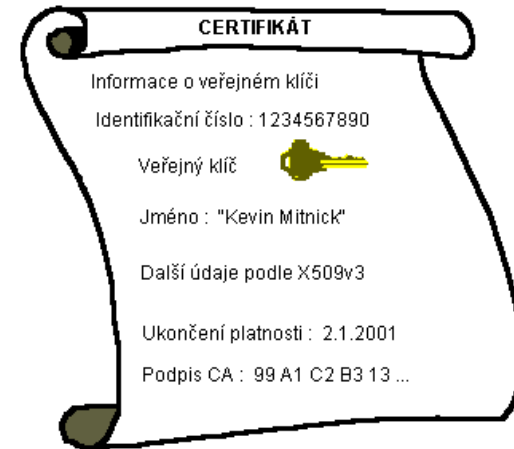 CERTIFIKÁT
Informace o veřejném klíči
Identifikační číslo : 1234567890
Veřejný klíč
Jméno : "Kevin Mitnick"
Další údaje podle X509v3
Ukončení platnosti : 2.1.2001
Podpis CA : 99 A1 C2 B3 13 ...